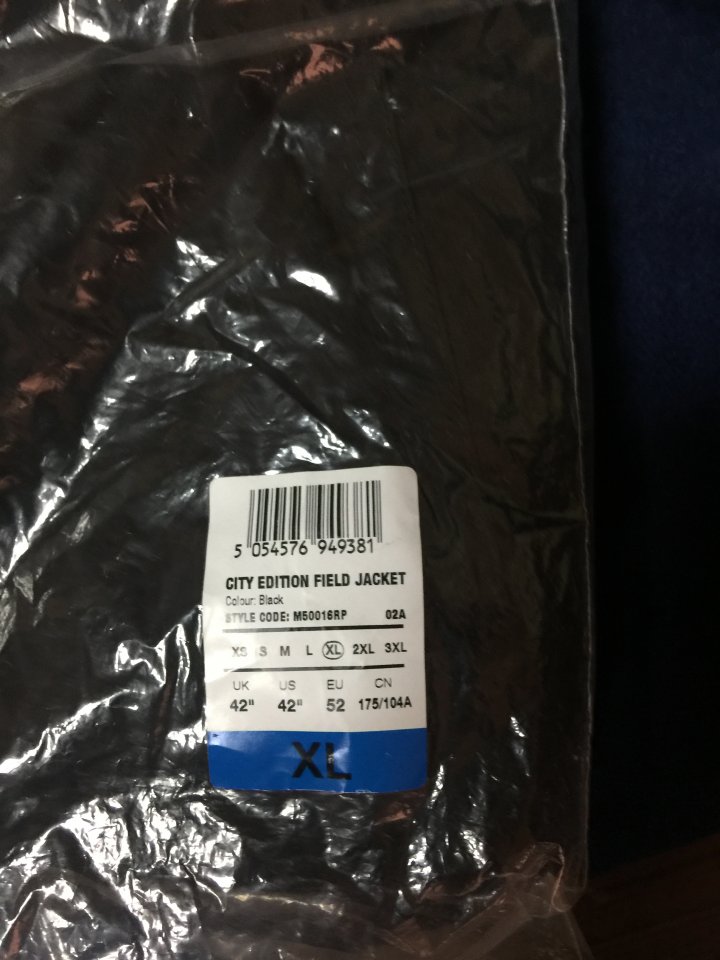 5 054576 949381
CITY EDITION FIELD JACKET
Colour: Black
STYLE CODE: M50016RP 02A
XS S M L XL 2XL 3XL
UK US EU CN
42" 42" 52 175/104A
XL